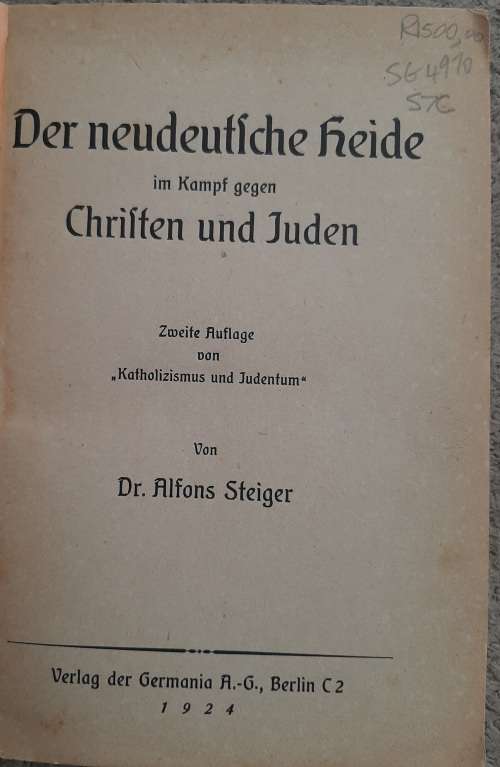 R1500,00
SG4970
STC
Der neudeutſche Heide
im Kampf gegen
Chriſten und Juden
Zweite Auflage
von
„Katholizismus und Judentum“
Von
Dr. Alfons Steiger
Verlag der Germania A.-G., Berlin C 2
1924